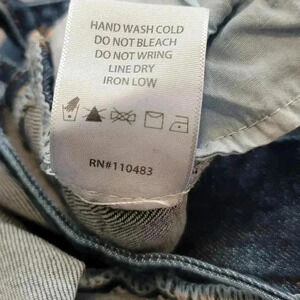 HAND WASH COLD
DO NOT BLEACH
DO NOT WRING
LINE DRY
IRON LOW
RN#110483